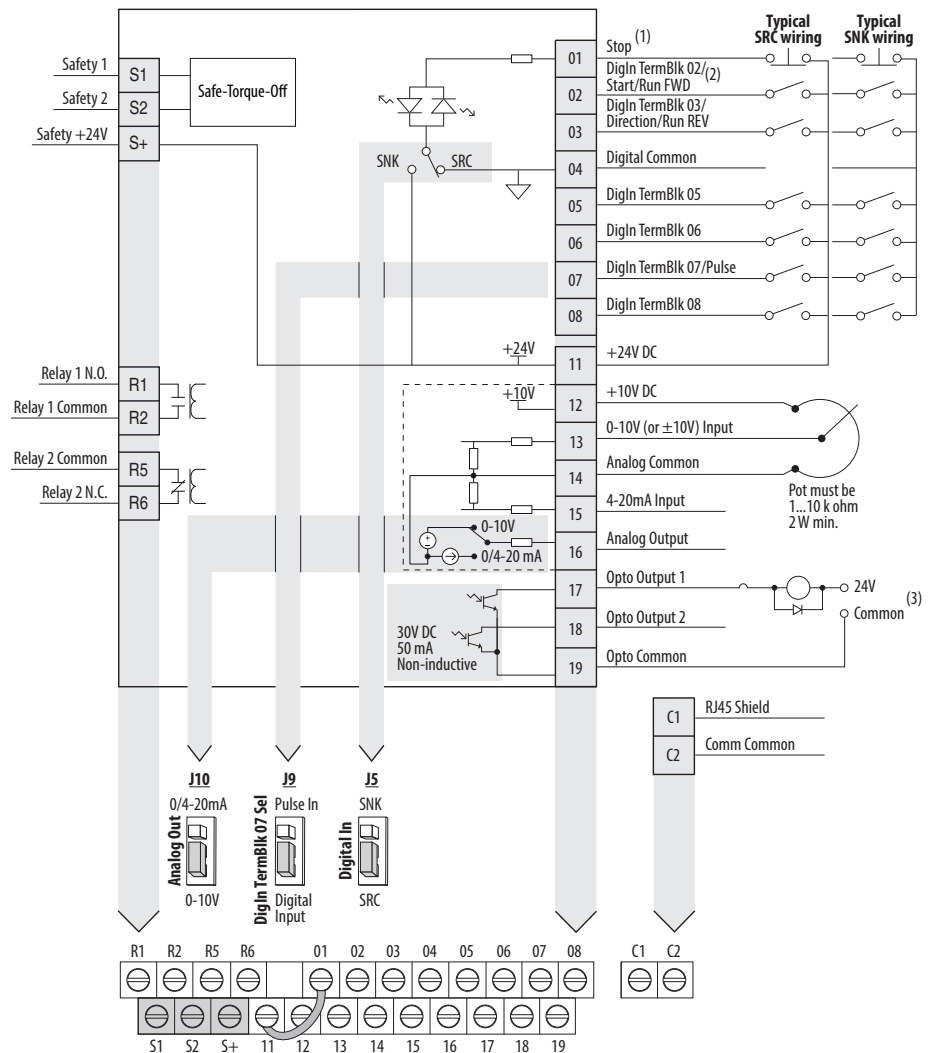 Typical
SRC wiring
Typical
SNK wiring
Safety 1
S1
Safety 2
S2
Safety +24V
S+
Safe-Torque-Off
SNK
SRC
01
Stop (1)
02
DigIn TermBlk 02/
Start/Run FWD (2)
03
DigIn TermBlk 03/
Direction/Run REV
04
Digital Common
05
DigIn TermBlk 05
06
DigIn TermBlk 06
07
DigIn TermBlk 07/Pulse
08
DigIn TermBlk 08
+24V
11
+24V DC
Relay 1 N.O.
R1
Relay 1 Common
R2
Relay 2 Common
R5
Relay 2 N.C.
R6
+10V
12
+10V DC
13
0-10V (or ±10V) Input
14
Analog Common
Pot must be
1...10 k ohm
2 W min.
15
4-20mA Input
0-10V
0/4-20 mA
+
−
16
Analog Output
17
Opto Output 1
24V
Common (3)
18
Opto Output 2
30V DC
50 mA
Non-inductive
19
Opto Common
C1
RJ45 Shield
C2
Comm Common
J10
0/4-20mA
Analog Out
0-10V
J9
Pulse In
DigIn TermBlk 07 Sel
Digital
Input
J5
SNK
Digital In
SRC
R1 R2 R5 R6 01 02 03 04 05 06 07 08 C1 C2
S1 S2 S+ 11 12 13 14 15 16 17 18 19